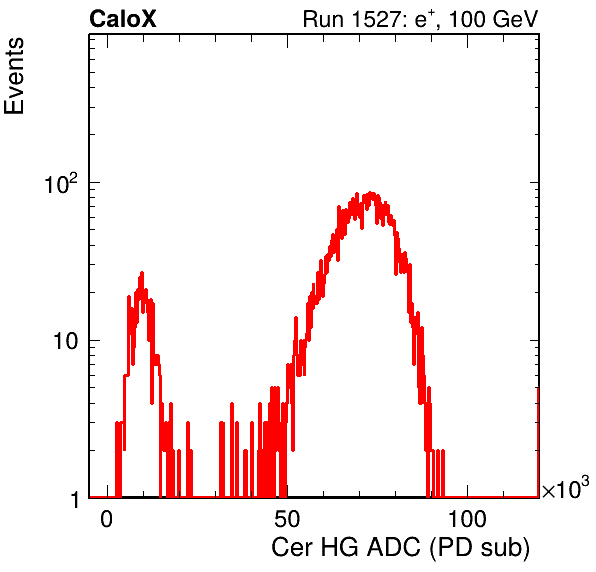 CaloX Run 1527: e⁺, 100 GeV
Events
10²
10
1
0 50 100 ×10³
Cer HG ADC (PD sub)